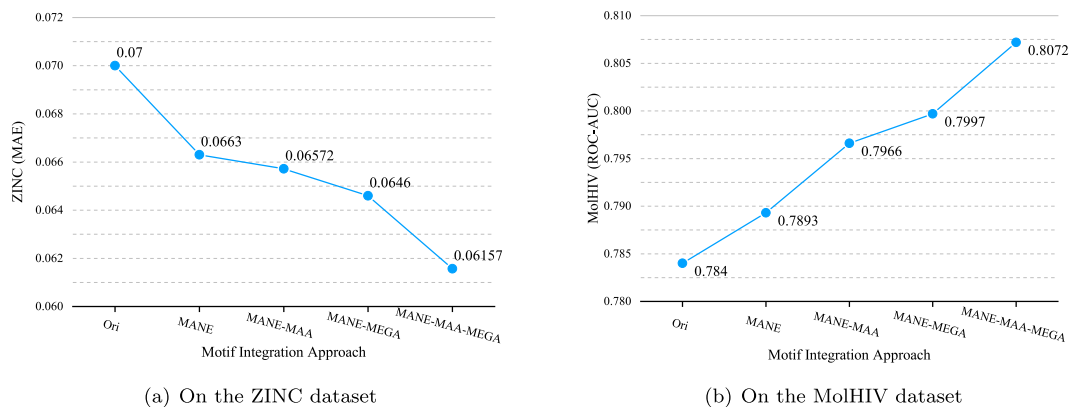 0.072
0.070
0.068
0.066
0.064
0.062
0.060
ZINC (MAE)
0.07
0.0663
0.06572
0.0646
0.06157
Ori
MANE
MANE-MAA
MANE-MEGA
MANE-MAA-MEGA
Motif Integration Approach
(a) On the ZINC dataset
0.810
0.805
0.800
0.795
0.790
0.785
0.780
MolHIV (ROC-AUC)
0.784
0.7893
0.7966
0.7997
0.8072
Ori
MANE
MANE-MAA
MANE-MEGA
MANE-MAA-MEGA
Motif Integration Approach
(b) On the MolHIV dataset